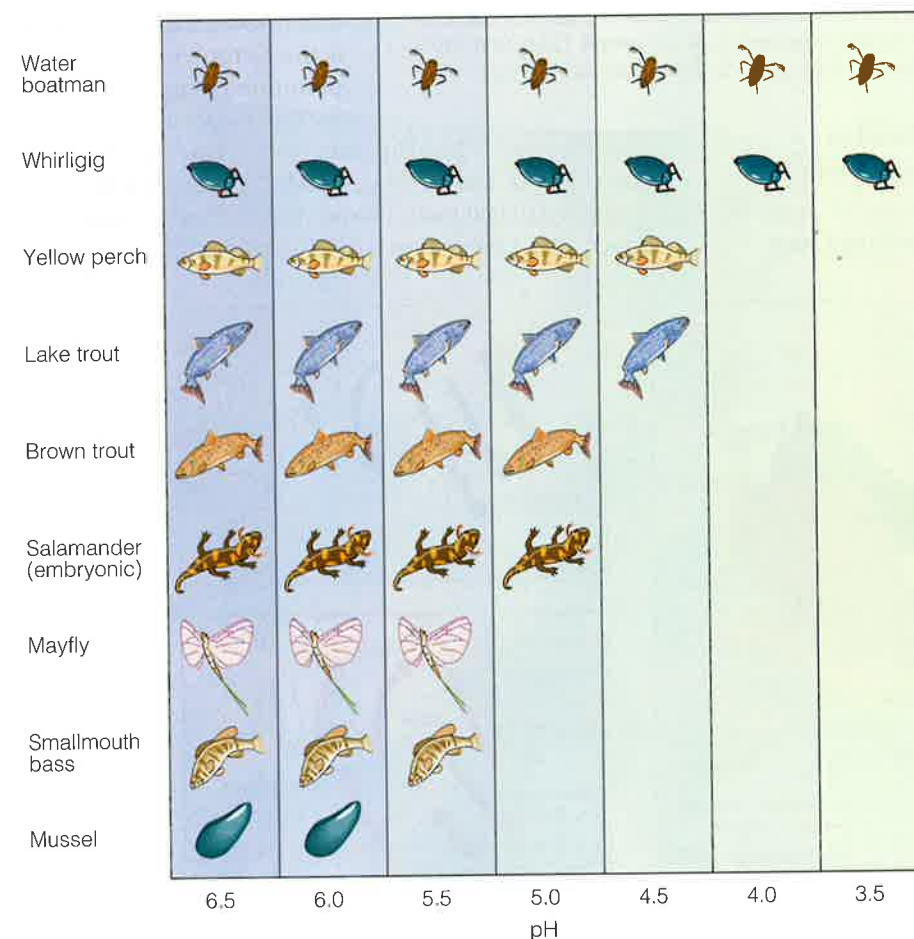 Water
boatman
Whirligig
Yellow perch
Lake trout
Brown trout
Salamander
(embryonic)
Mayfly
Smallmouth
bass
Mussel
6.5 6.0 5.5 5.0 4.5 4.0 3.5
pH